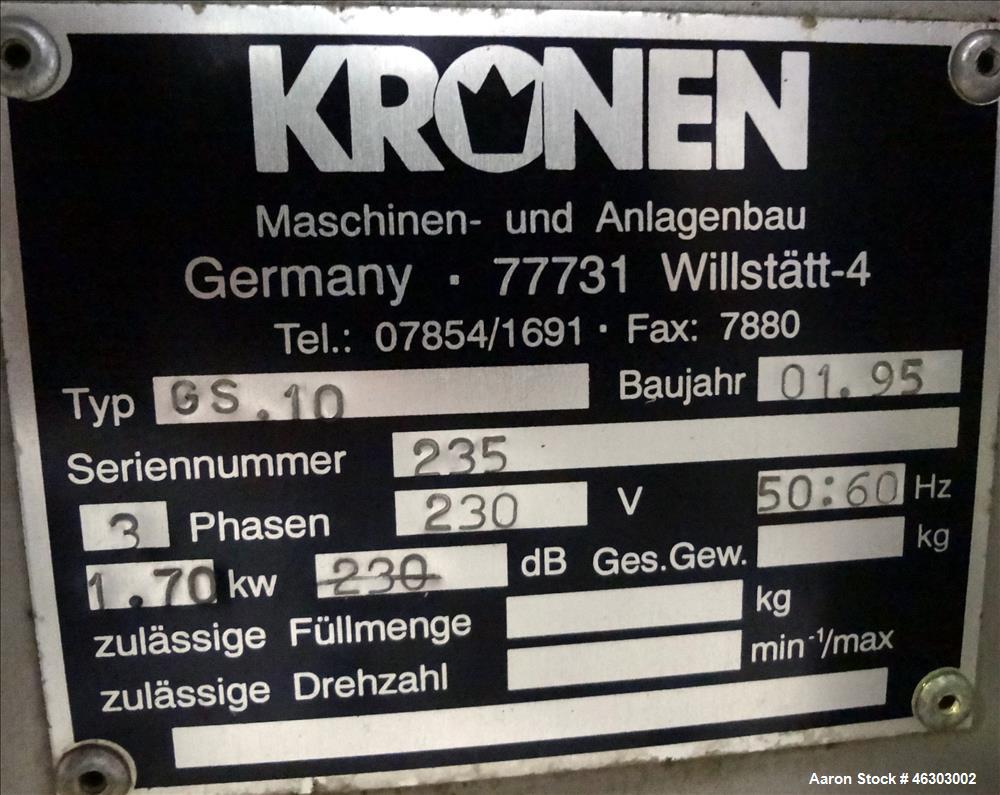 KRONEN
Maschinen- und Anlagenbau
Germany · 77731 Willstätt-4
Tel.: 07854/1691 · Fax: 7880
Typ GS.10 Baujahr 01.95
Seriennummer 235
3 Phasen 230 V 50:60 Hz
1.70 kw 230 dB Ges.Gew. kg
zulässige Füllmenge kg
zulässige Drehzahl min⁻¹/max
Aaron Stock # 46303002